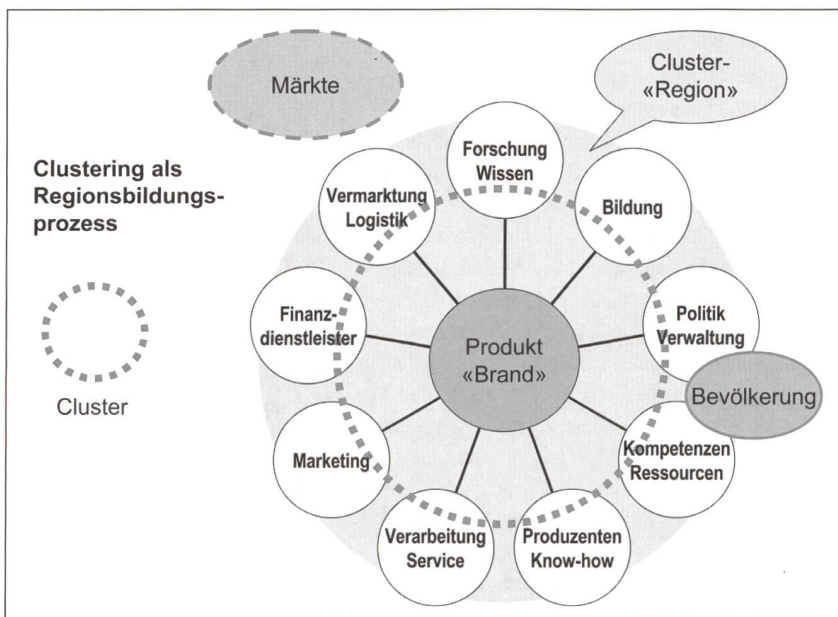 Märkte
Cluster-
«Region»
Clustering als
Regionsbildungs-
prozess
Cluster
Forschung
Wissen
Bildung
Politik
Verwaltung
Bevölkerung
Kompetenzen
Ressourcen
Produzenten
Know-how
Verarbeitung
Service
Marketing
Finanz-
dienstleister
Vermarktung
Logistik
Produkt
«Brand»